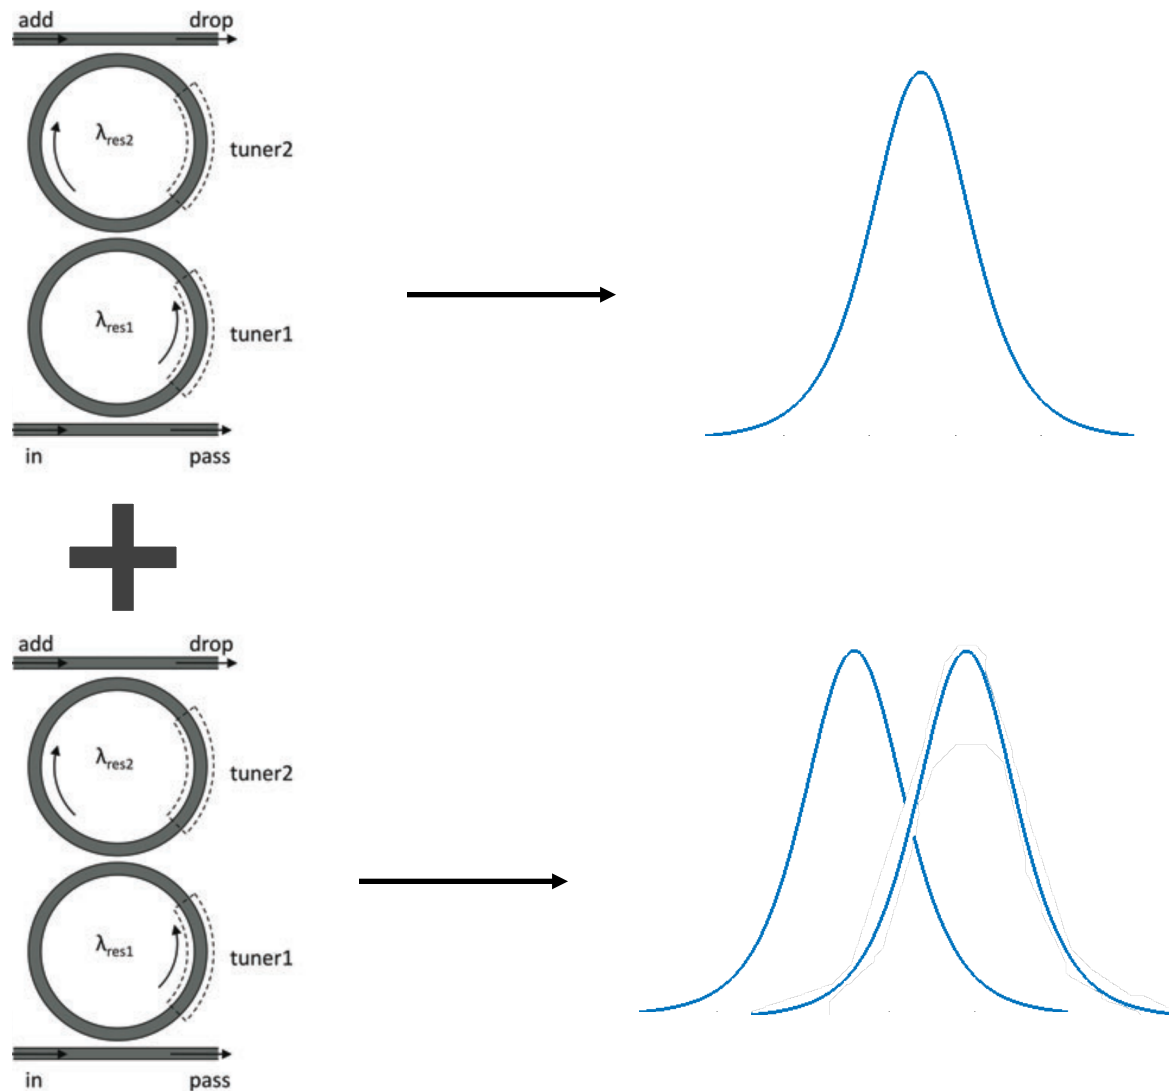 add drop
λres2
tuner2
λres1
tuner1
in pass
add drop
λres2
tuner2
λres1
tuner1
in pass